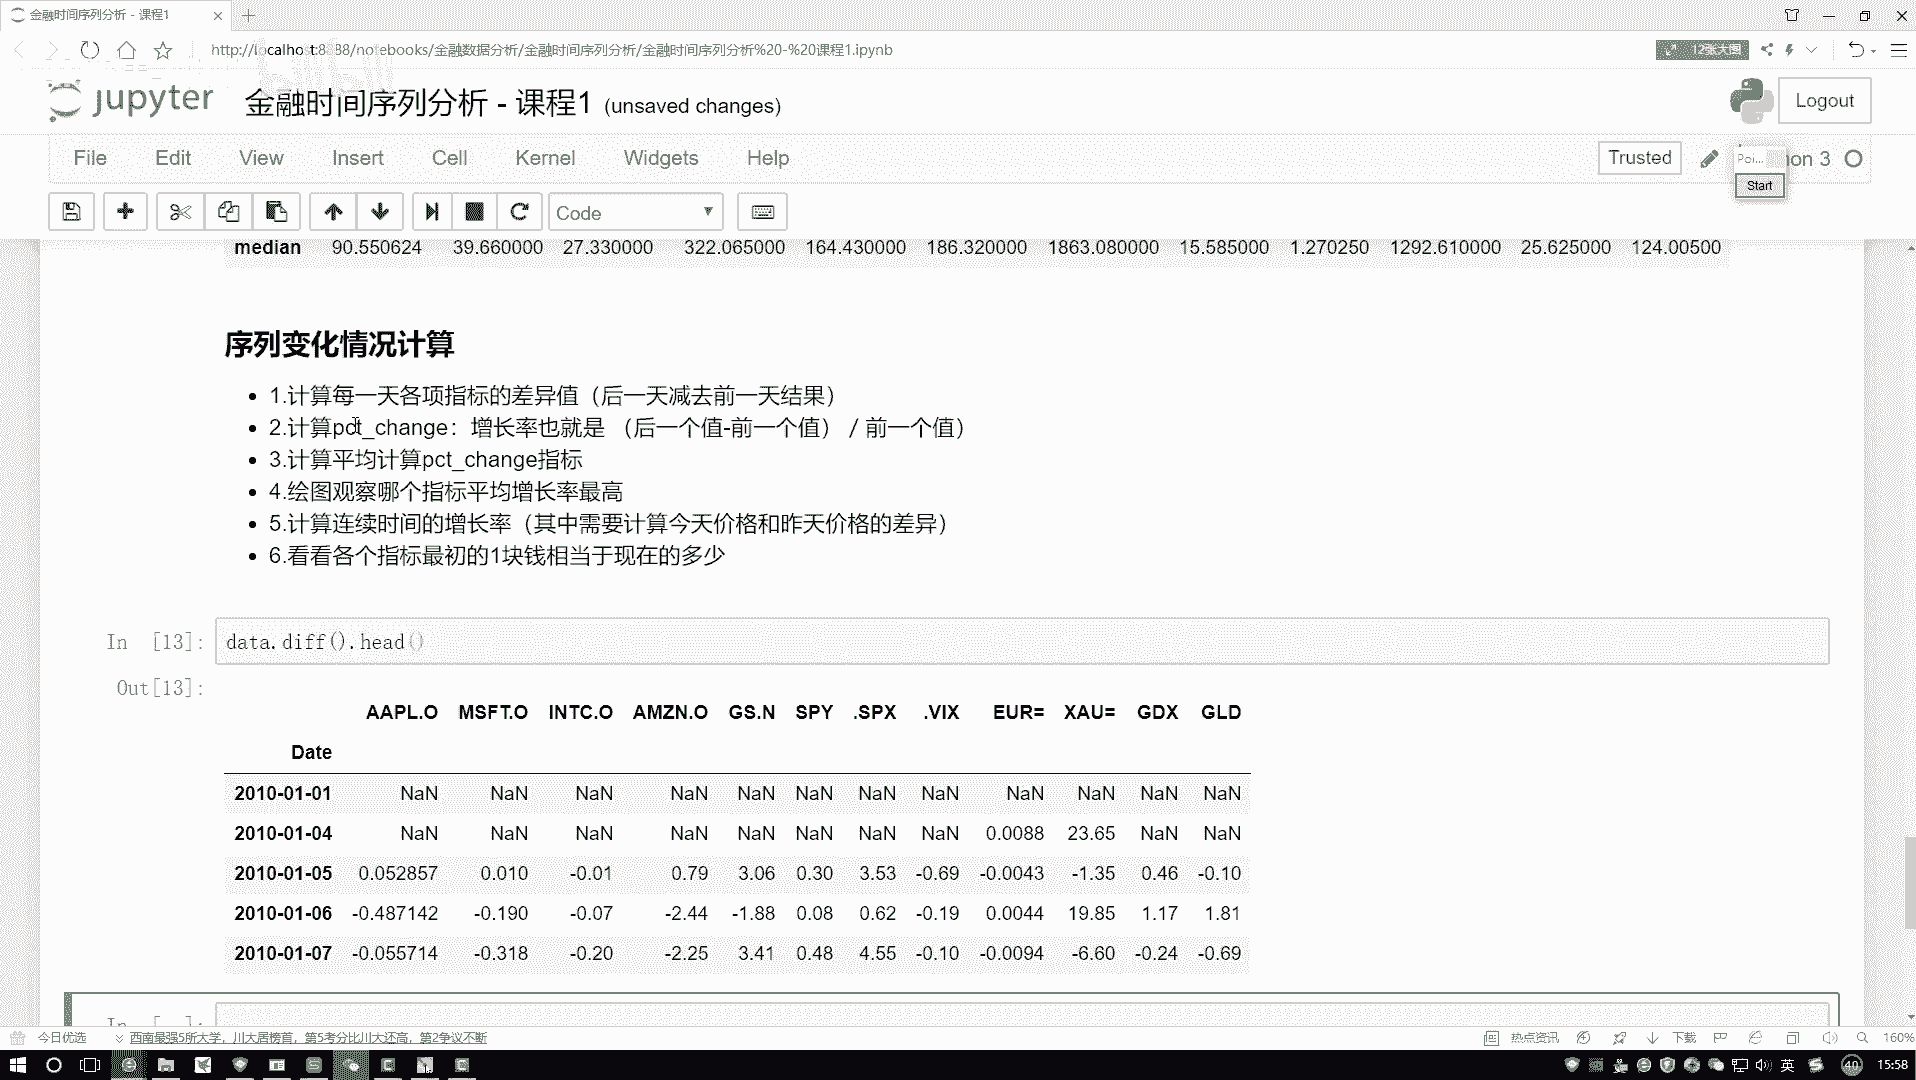 金融时间序列分析 - 课程1
http://localhost:8888/notebooks/金融数据分析/金融时间序列分析/金融时间序列分析%20-%20课程1.ipynb
12张大图
jupyter
金融时间序列分析 - 课程1 (unsaved changes)
Logout
File Edit View Insert Cell Kernel Widgets Help
Trusted
Poi...
on 3
Start
Code
median 90.550624 39.660000 27.330000 322.065000 164.430000 186.320000 1863.080000 15.585000 1.270250 1292.610000 25.625000 124.00500
序列变化情况计算
• 1.计算每一天各项指标的差异值（后一天减去前一天结果）
• 2.计算pct_change：增长率也就是 （后一个值-前一个值） / 前一个值）
• 3.计算平均计算pct_change指标
• 4.绘图观察哪个指标平均增长率最高
• 5.计算连续时间的增长率（其中需要计算今天价格和昨天价格的差异）
• 6.看看各个指标最初的1块钱相当于现在的多少
In [13]: data.diff().head()
Out[13]:
AAPL.O MSFT.O INTC.O AMZN.O GS.N SPY .SPX .VIX EUR= XAU= GDX GLD
Date
2010-01-01 NaN NaN NaN NaN NaN NaN NaN NaN NaN NaN NaN NaN
2010-01-04 NaN NaN NaN NaN NaN NaN NaN NaN 0.0088 23.65 NaN NaN
2010-01-05 0.052857 0.010 -0.01 0.79 3.06 0.30 3.53 -0.69 -0.0043 -1.35 0.46 -0.10
2010-01-06 -0.487142 -0.190 -0.07 -2.44 -1.88 0.08 0.62 -0.19 0.0044 19.85 1.17 1.81
2010-01-07 -0.055714 -0.318 -0.20 -2.25 3.41 0.48 4.55 -0.10 -0.0094 -6.60 -0.24 -0.69
In [ ]:
今日优选
西南最强5所大学，川大居榜首，第5考分比川大还高，第2争议不断
热点资讯
下载
160%
英
40
15:58